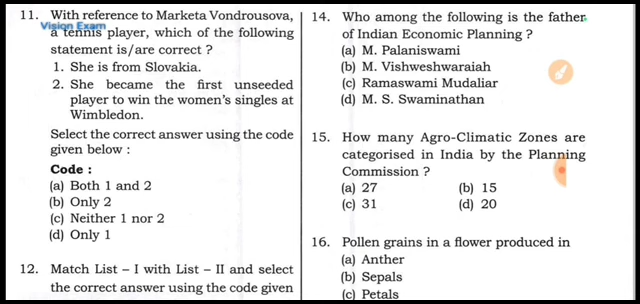 11. With reference to Marketa Vondrousova,
Vision Exam
a tennis player, which of the following
statement is/are correct ?
1. She is from Slovakia.
2. She became the first unseeded
player to win the women's singles at
Wimbledon.
Select the correct answer using the code
given below :
Code :
(a) Both 1 and 2
(b) Only 2
(c) Neither 1 nor 2
(d) Only 1
12. Match List – I with List – II and select
the correct answer using the code given
14. Who among the following is the father
of Indian Economic Planning ?
(a) M. Palaniswami
(b) M. Vishweshwaraiah
(c) Ramaswami Mudaliar
(d) M. S. Swaminathan
15. How many Agro-Climatic Zones are
categorised in India by the Planning
Commission ?
(a) 27 (b) 15
(c) 31 (d) 20
16. Pollen grains in a flower produced in
(a) Anther
(b) Sepals
(c) Petals